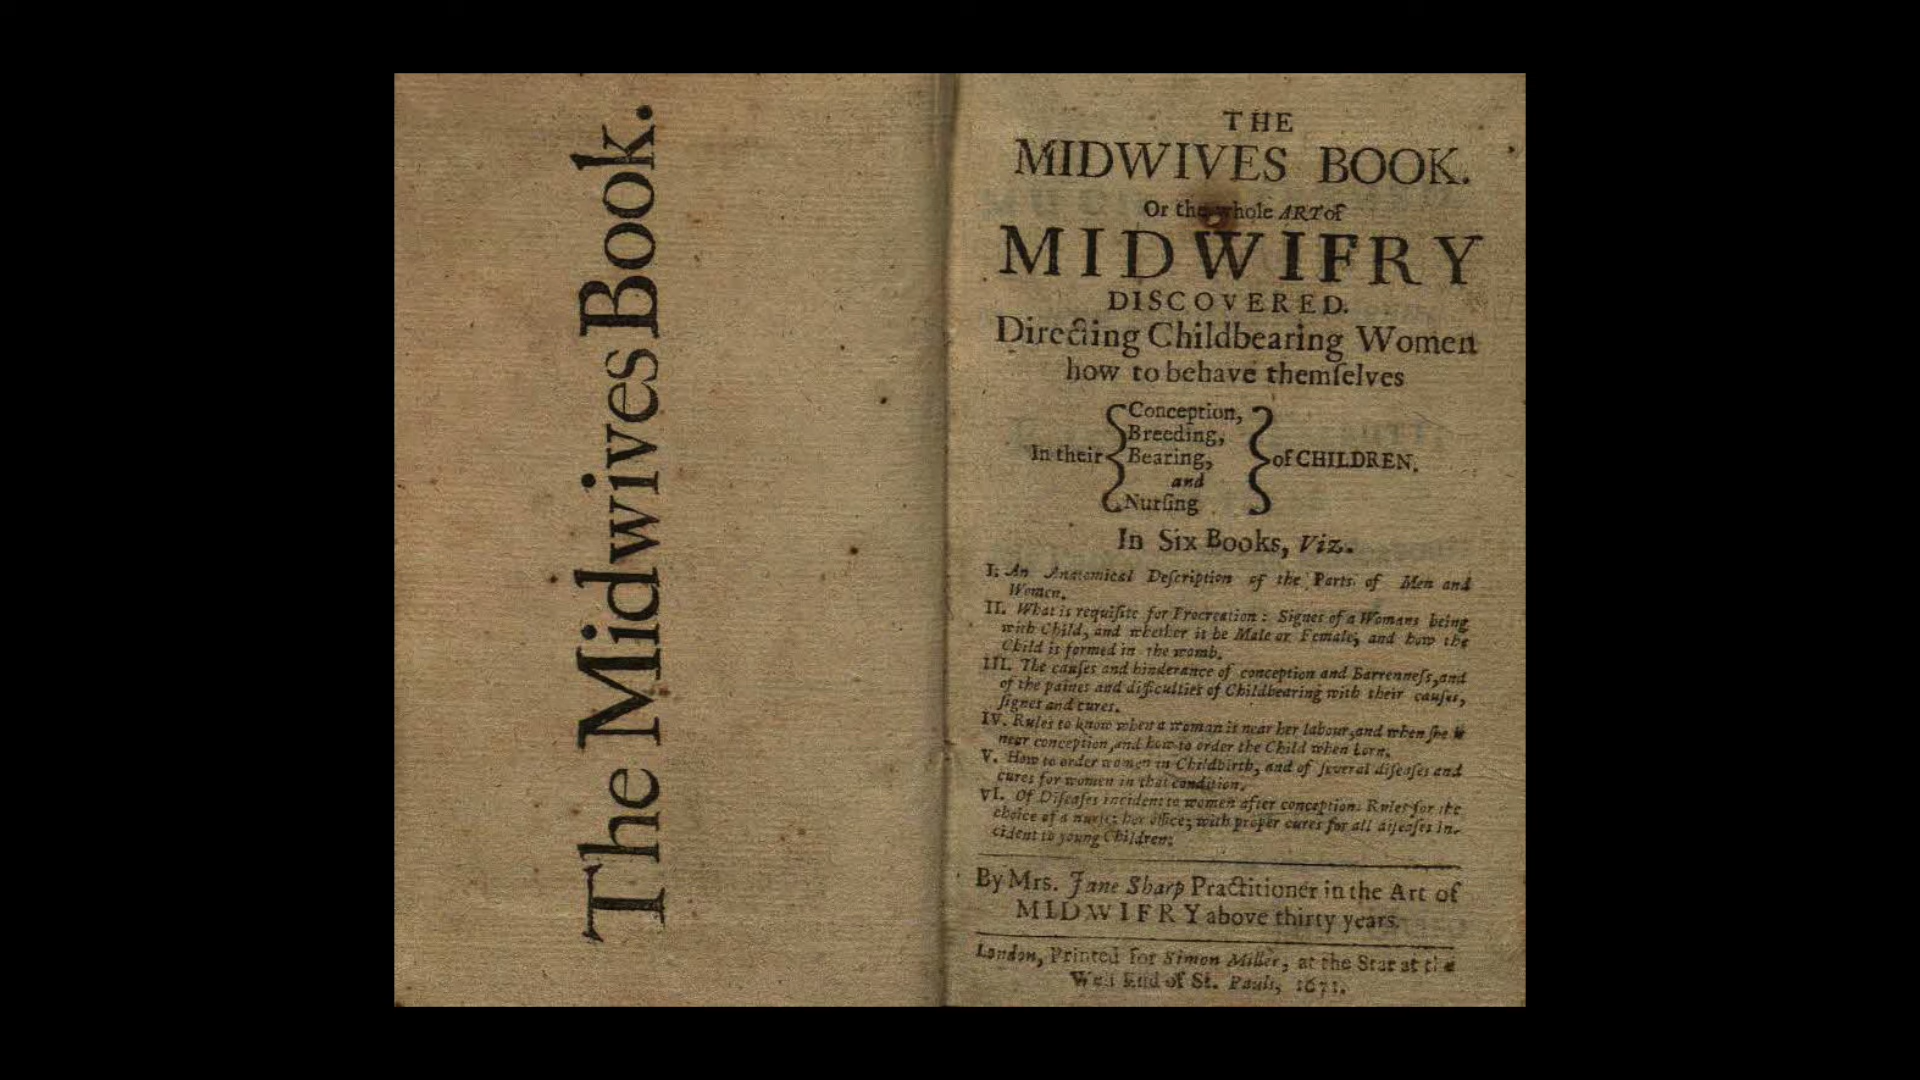 The Midwives Book.
THE
MIDWIVES BOOK.
Or the whole ART of
MIDWIFRY
DISCOVERED.
Directing Childbearing Women
how to behave themſelves
In their
Conception,
Breeding,
Bearing,
and
Nurſing
of CHILDREN.
In Six Books, Viz.
I. An Anatomical Deſcription of the Parts of Men and
Women.
II. What is requiſite for Procreation: Signes of a Womans being
with Child, and whether it be Male or Female, and how the
Child is formed in the womb.
III. The cauſes and hinderance of conception and Barrenneſs, and
of the paines and difficulties of Childbearing with their cauſes,
ſignes and cures.
IV. Rules to know when a woman is near her labour, and when ſhe is
near conception, and how to order the Child when born.
V. How to order women in Childbirth, and of ſeveral diſeaſes and
cures for women in that condition.
VI. Of Diſeaſes incident to women after conception: Rules for the
choice of a nurſe; her office; with proper cures for all diſeaſes in-
cident to young Children.
By Mrs. Jane Sharp Practitioner in the Art of
MIDWIFRY above thirty years.
London, Printed for Simon Miller, at the Star at the
Weſt End of St. Pauls, 1671.